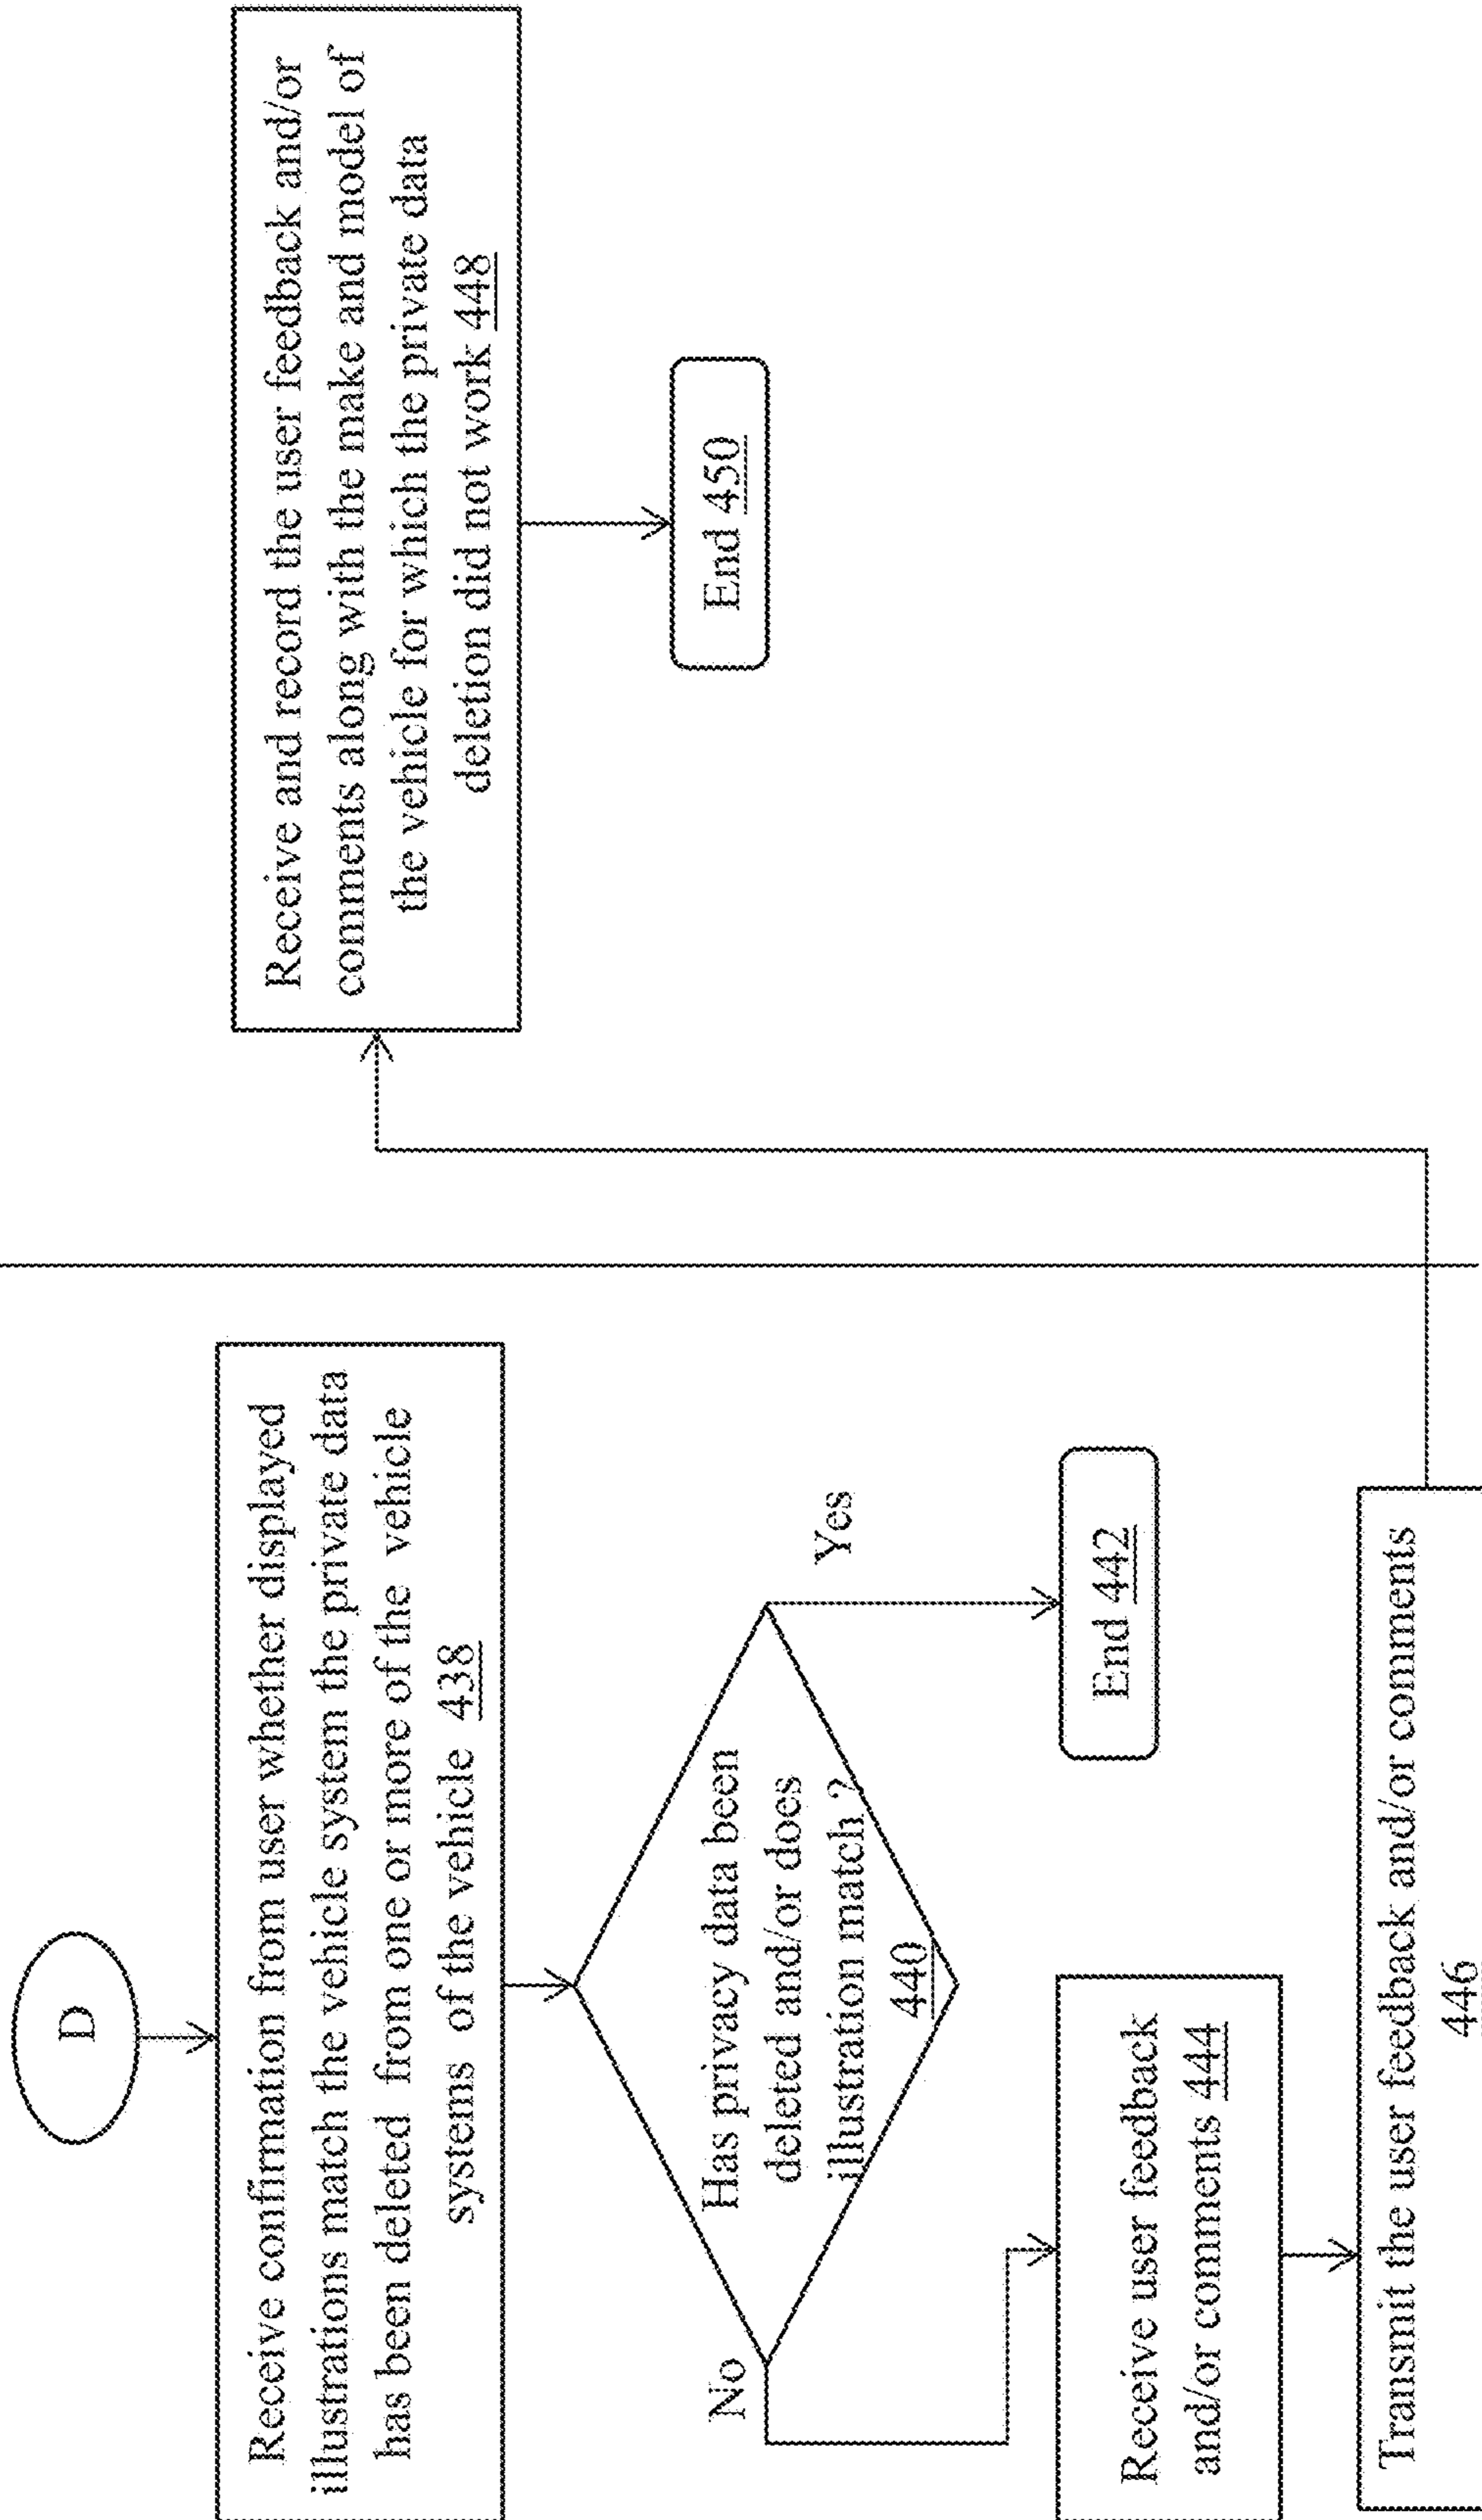 D
Receive confirmation from user whether displayed
illustrations match the vehicle system the private data
has been deleted from one or more of the vehicle
systems of the vehicle 438
Has privacy data been
deleted and/or does
illustration match ?
440
Yes
No
End 442
Receive user feedback
and/or comments 444
Transmit the user feedback and/or comments
446
Receive and record the user feedback and/or
comments along with the make and model of
the vehicle for which the private data
deletion did not work 448
End 450